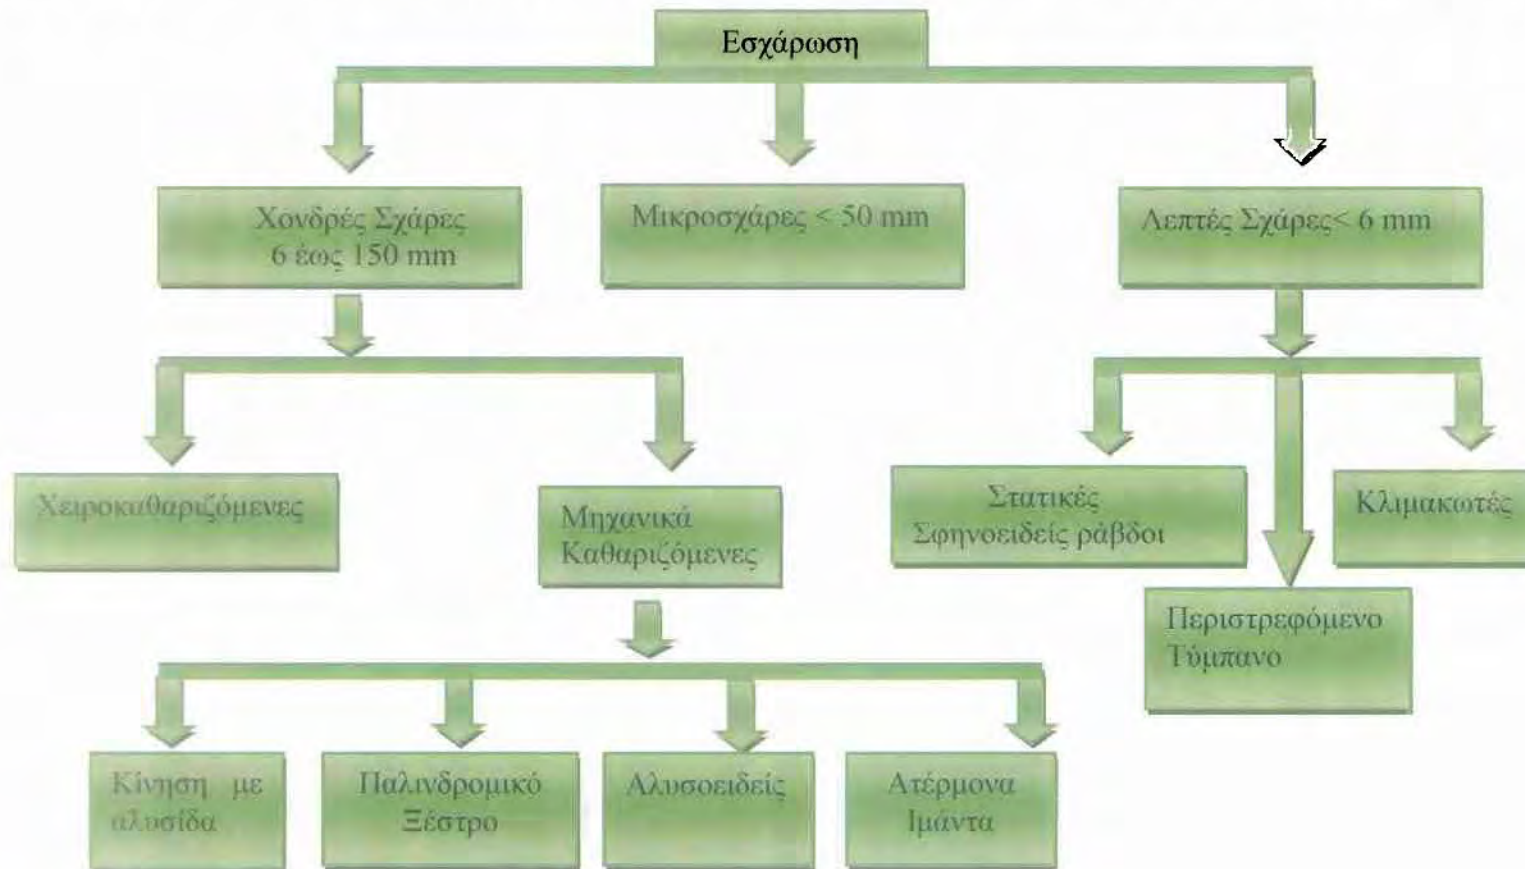 Εσχάρωση
Χονδρές Σχάρες
6 έως 150 mm
Μικροσχάρες < 50 mm
Λεπτές Σχάρες< 6 mm
Χειροκαθαριζόμενες
Μηχανικά
Καθαριζόμενες
Στατικές
Σφηνοειδείς ράβδοι
Κλιμακωτές
Περιστρεφόμενο
Τύμπανο
Κίνηση με
αλυσίδα
Παλινδρομικό
Ξέστρο
Αλυσοειδείς
Ατέρμονα
Ιμάντα